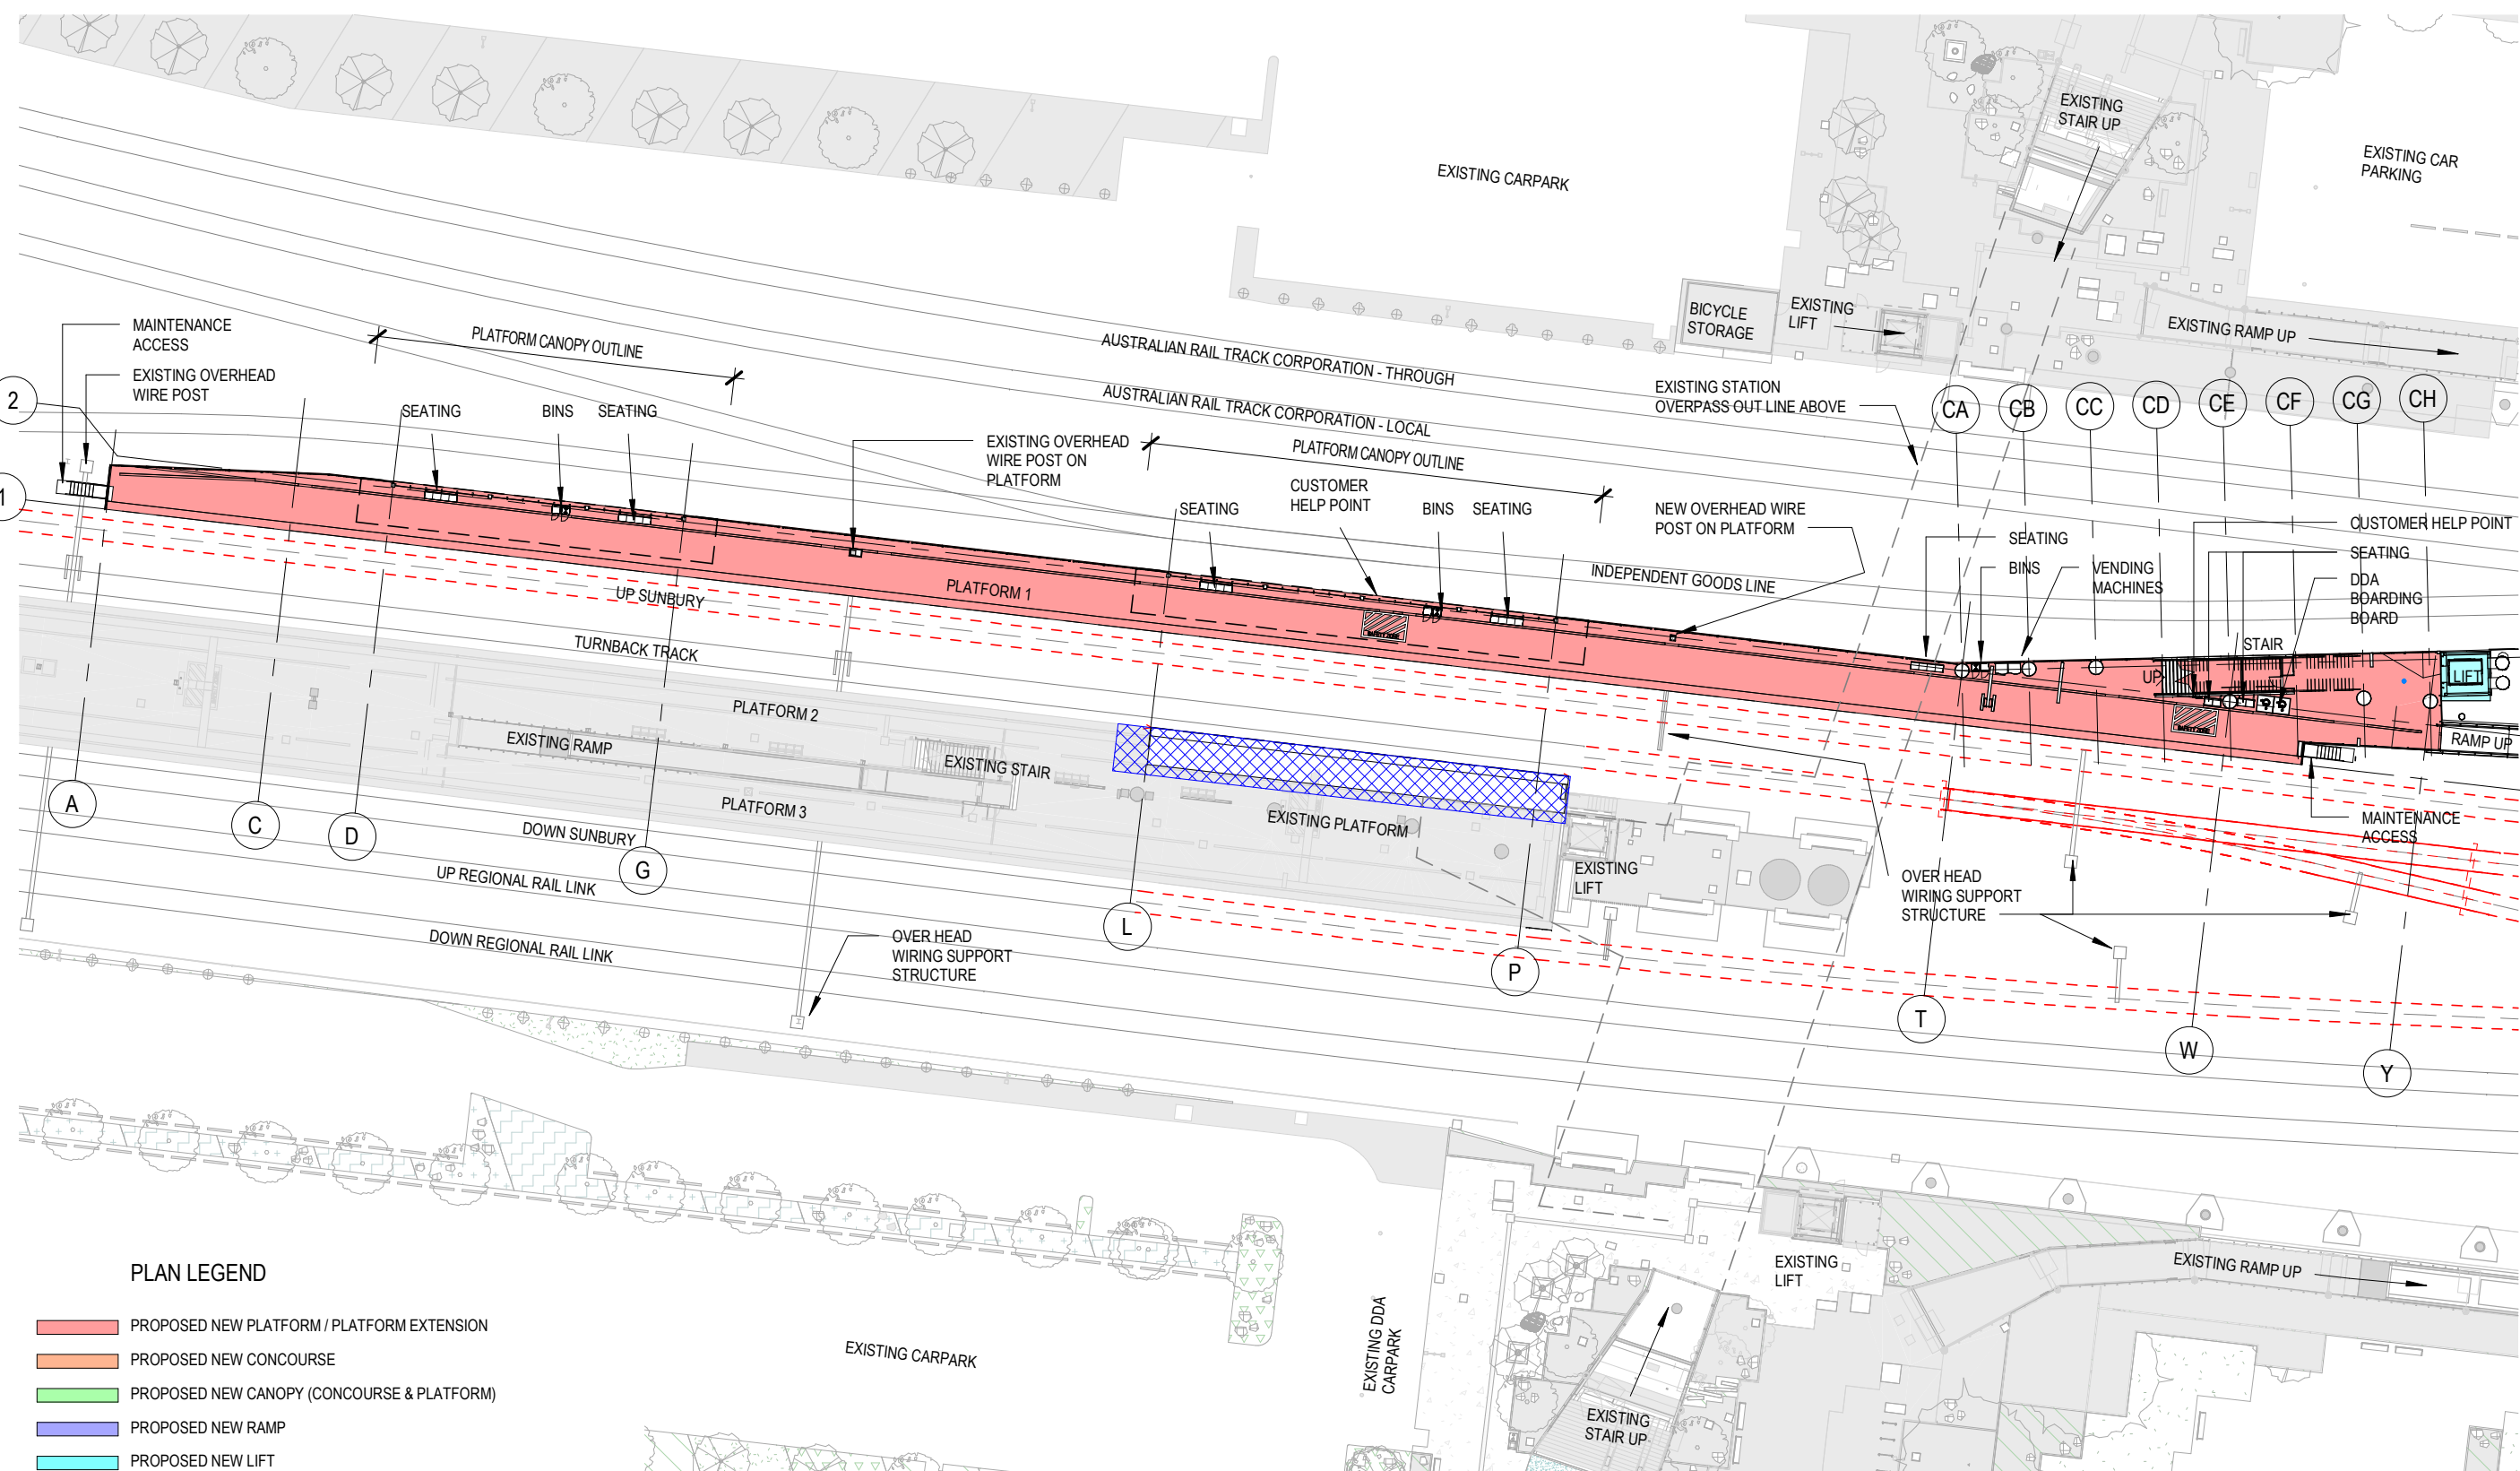 EXISTING
STAIR UP
EXISTING CAR
PARKING
EXISTING CARPARK
BICYCLE
STORAGE
EXISTING
LIFT
EXISTING RAMP UP
MAINTENANCE
ACCESS
EXISTING OVERHEAD
WIRE POST
PLATFORM CANOPY OUTLINE
AUSTRALIAN RAIL TRACK CORPORATION - THROUGH
AUSTRALIAN RAIL TRACK CORPORATION - LOCAL
EXISTING STATION
OVERPASS OUT LINE ABOVE
CA
CB
CC
CD
CE
CF
CG
CH
2
1
SEATING
BINS
SEATING
EXISTING OVERHEAD
WIRE POST ON
PLATFORM
PLATFORM CANOPY OUTLINE
SEATING
CUSTOMER
HELP POINT
BINS
SEATING
NEW OVERHEAD WIRE
POST ON PLATFORM
INDEPENDENT GOODS LINE
SEATING
BINS
VENDING
MACHINES
CUSTOMER HELP POINT
SEATING
DDA
BOARDING
BOARD
STAIR
UP
LIFT
RAMP UP
PLATFORM 1
UP SUNBURY
TURNBACK TRACK
PLATFORM 2
EXISTING RAMP
EXISTING STAIR
PLATFORM 3
EXISTING PLATFORM
DOWN SUNBURY
UP REGIONAL RAIL LINK
DOWN REGIONAL RAIL LINK
EXISTING
LIFT
MAINTENANCE
ACCESS
OVER HEAD
WIRING SUPPORT
STRUCTURE
OVER HEAD
WIRING SUPPORT
STRUCTURE
A
C
D
G
L
P
T
W
Y
EXISTING
LIFT
EXISTING RAMP UP
EXISTING DDA
CARPARK
EXISTING CARPARK
EXISTING
STAIR UP
PLAN LEGEND
PROPOSED NEW PLATFORM / PLATFORM EXTENSION
PROPOSED NEW CONCOURSE
PROPOSED NEW CANOPY (CONCOURSE & PLATFORM)
PROPOSED NEW RAMP
PROPOSED NEW LIFT